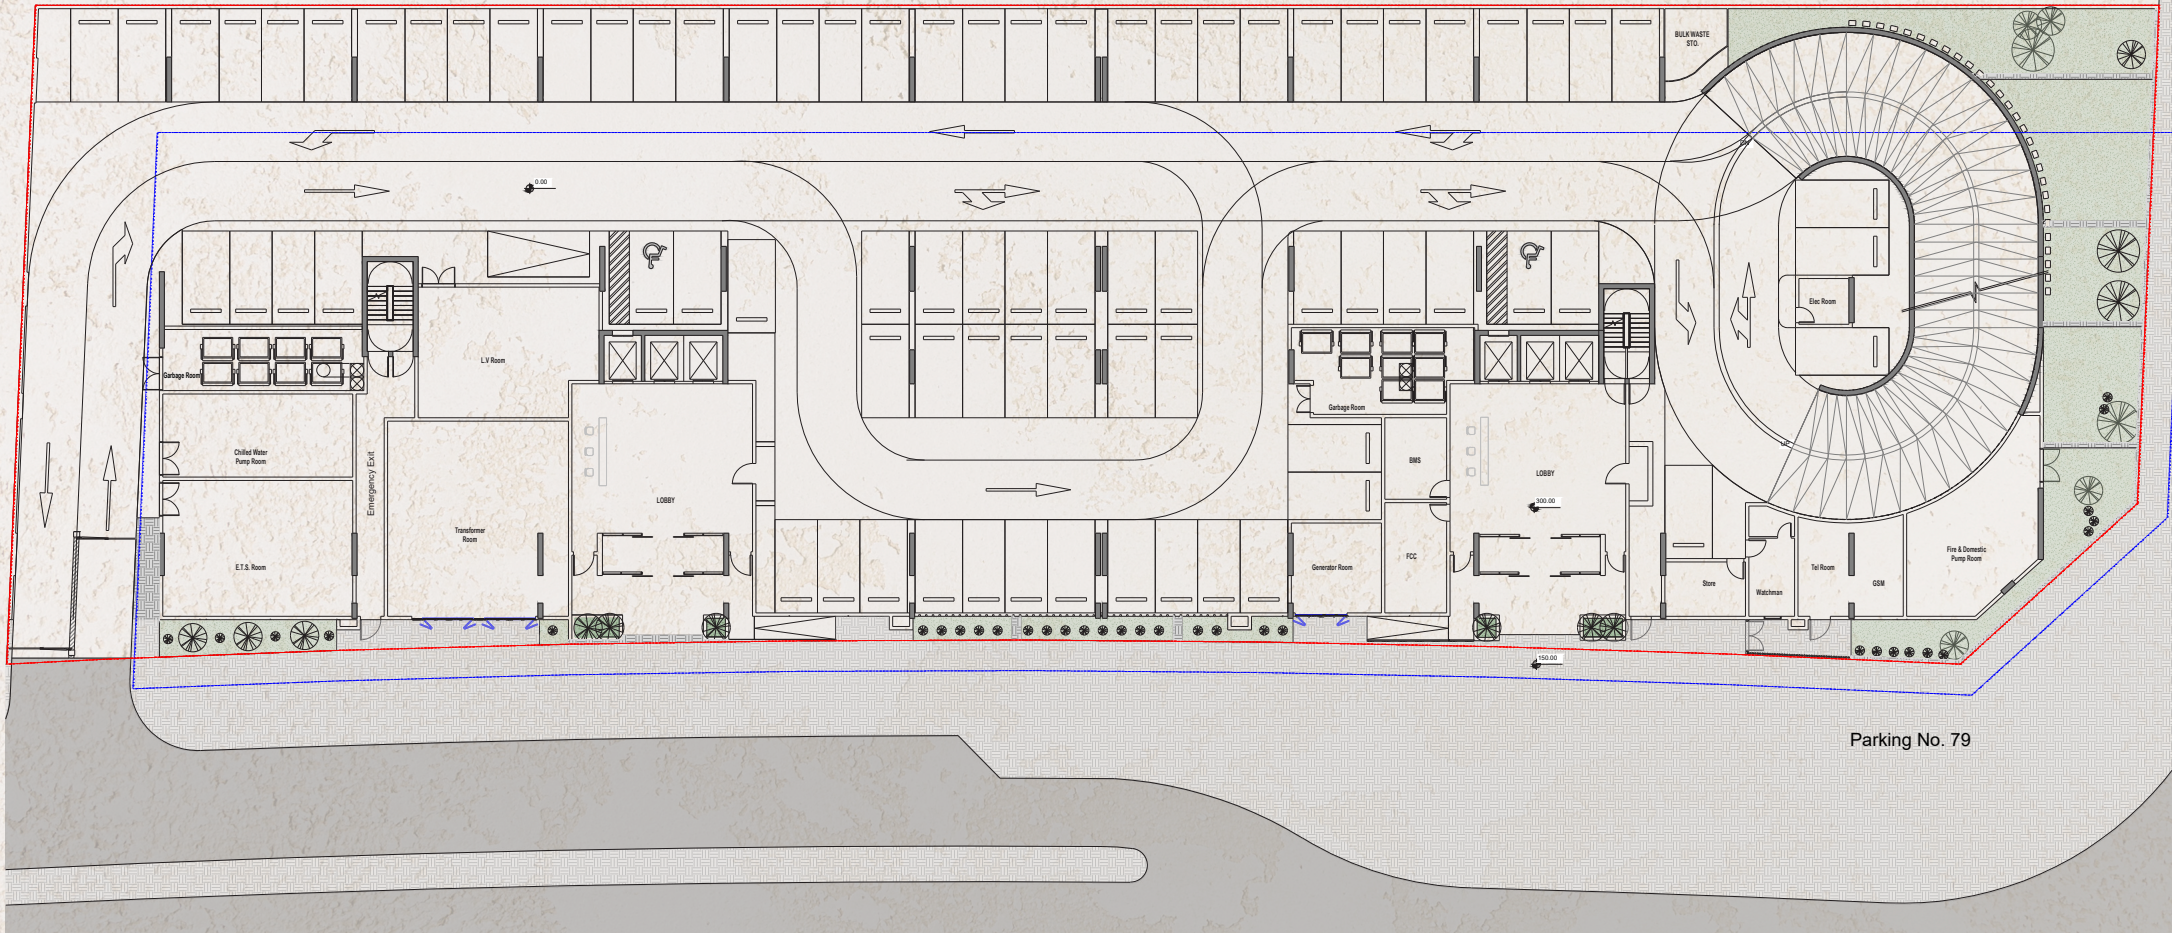 BULK WASTE
STO.
0.00
Elec Room
L.V Room
Garbage Room
Garbage Room
Chilled Water
Pump Room
Emergency Exit
BMS
LOBBY
LOBBY
UP
300.00
Transformer
Room
E.T.S. Room
Generator Room
FCC
Fire & Domestic
Pump Room
Tel Room
Store
GSM
Watchman
150.00
Parking No. 79